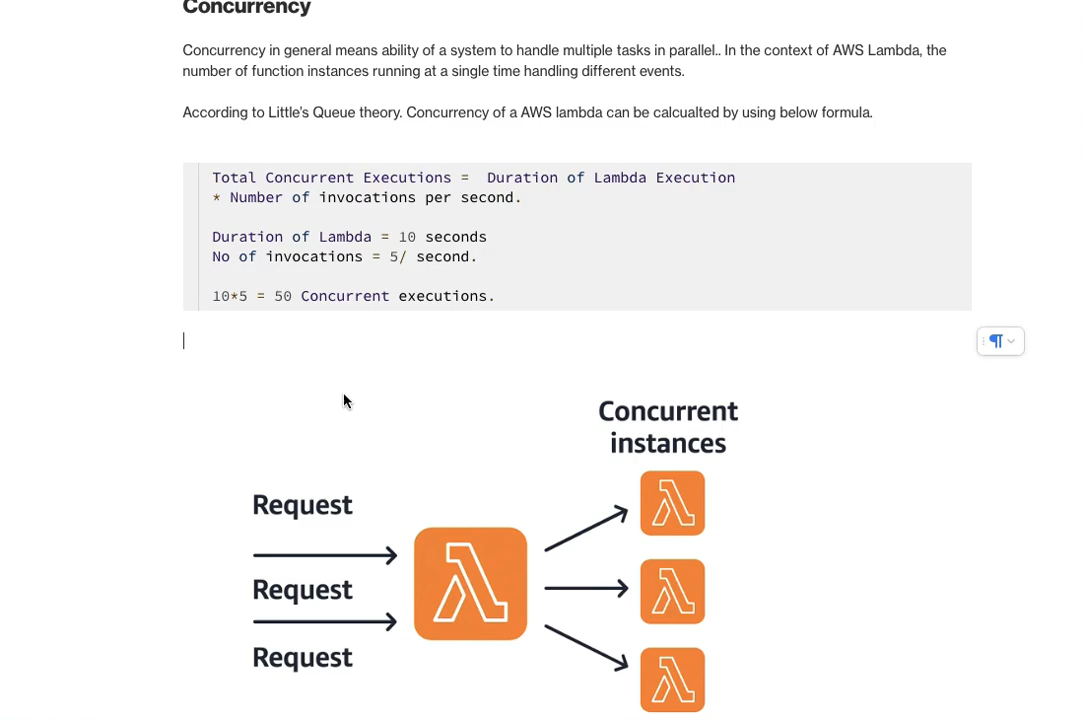 Concurrency
Concurrency in general means ability of a system to handle multiple tasks in parallel.. In the context of AWS Lambda, the
number of function instances running at a single time handling different events.
According to Little's Queue theory. Concurrency of a AWS lambda can be calcualted by using below formula.
Total Concurrent Executions =  Duration of Lambda Execution
* Number of invocations per second.
Duration of Lambda = 10 seconds
No of invocations = 5/ second.
10*5 = 50 Concurrent executions.
Concurrent
instances
Request
Request
Request